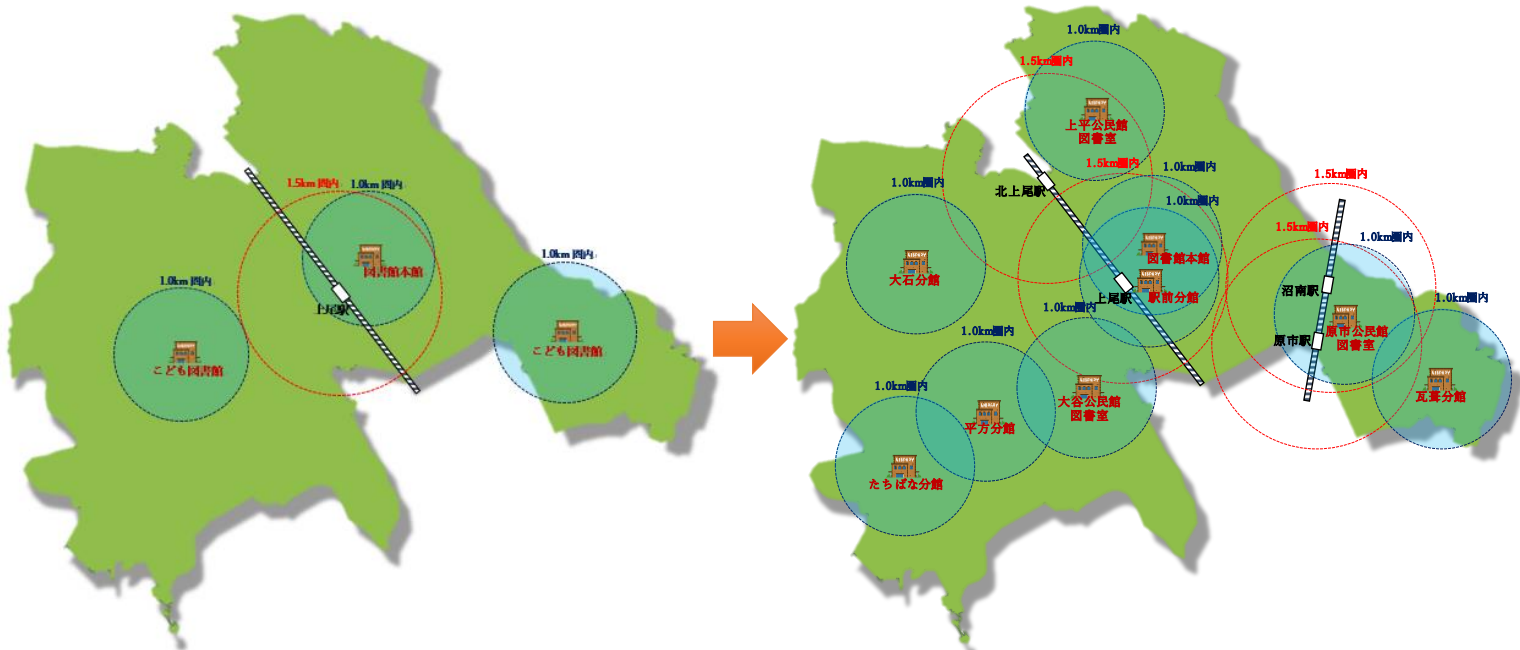 1.5km圏内
1.0km圏内
図書館本館
上尾駅
1.0km圏内
こども図書館
1.0km圏内
こども図書館
1.0km圏内
1.5km圏内
上平公民館
図書室
1.5km圏内
1.0km圏内
北上尾駅
1.0km圏内
1.0km圏内
大石分館
図書館本館
上尾駅
駅前分館
1.5km圏内
1.5km圏内
1.0km圏内
沼南駅
原市公民館
図書室
原市駅
1.0km圏内
瓦葺分館
1.0km圏内
大谷公民館
図書室
1.0km圏内
平方分館
1.0km圏内
たちばな分館